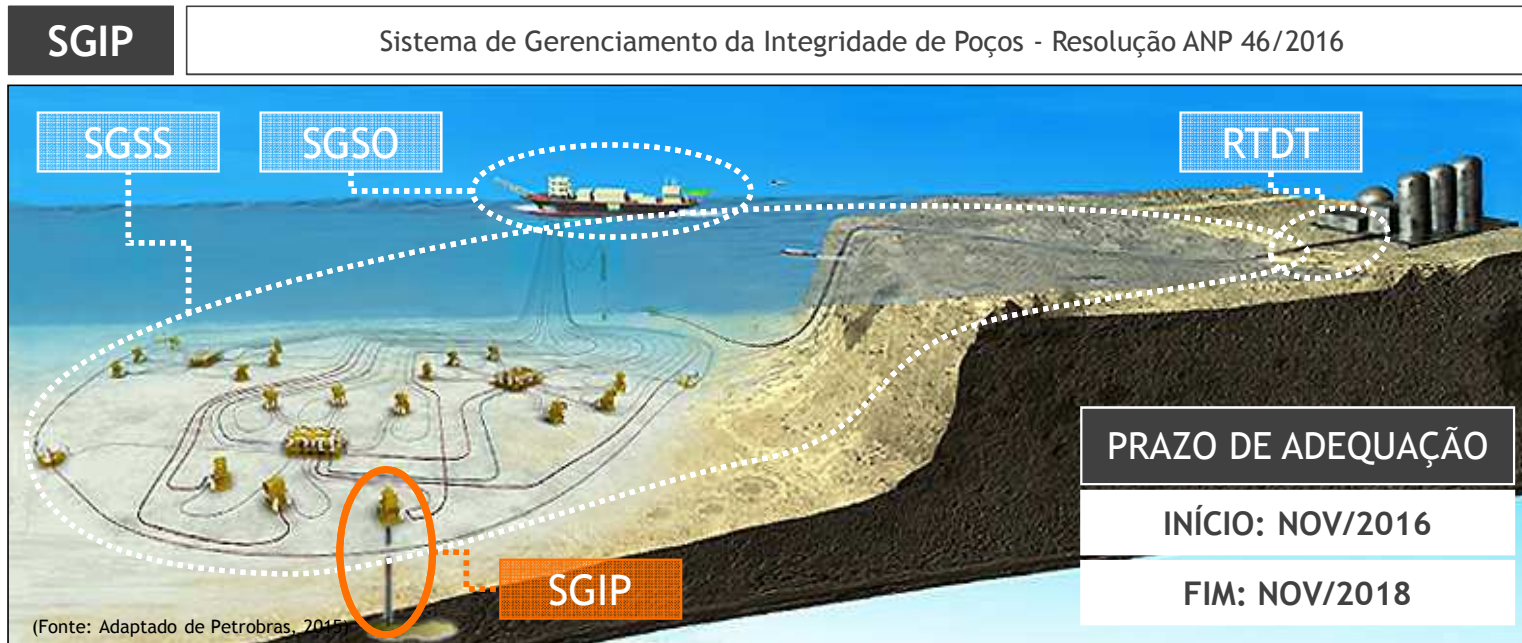 SGIP
Sistema de Gerenciamento da Integridade de Poços - Resolução ANP 46/2016
SGSS
SGSO
RTDT
PRAZO DE ADEQUAÇÃO
INÍCIO: NOV/2016
FIM: NOV/2018
SGIP
(Fonte: Adaptado de Petrobras, 2015)